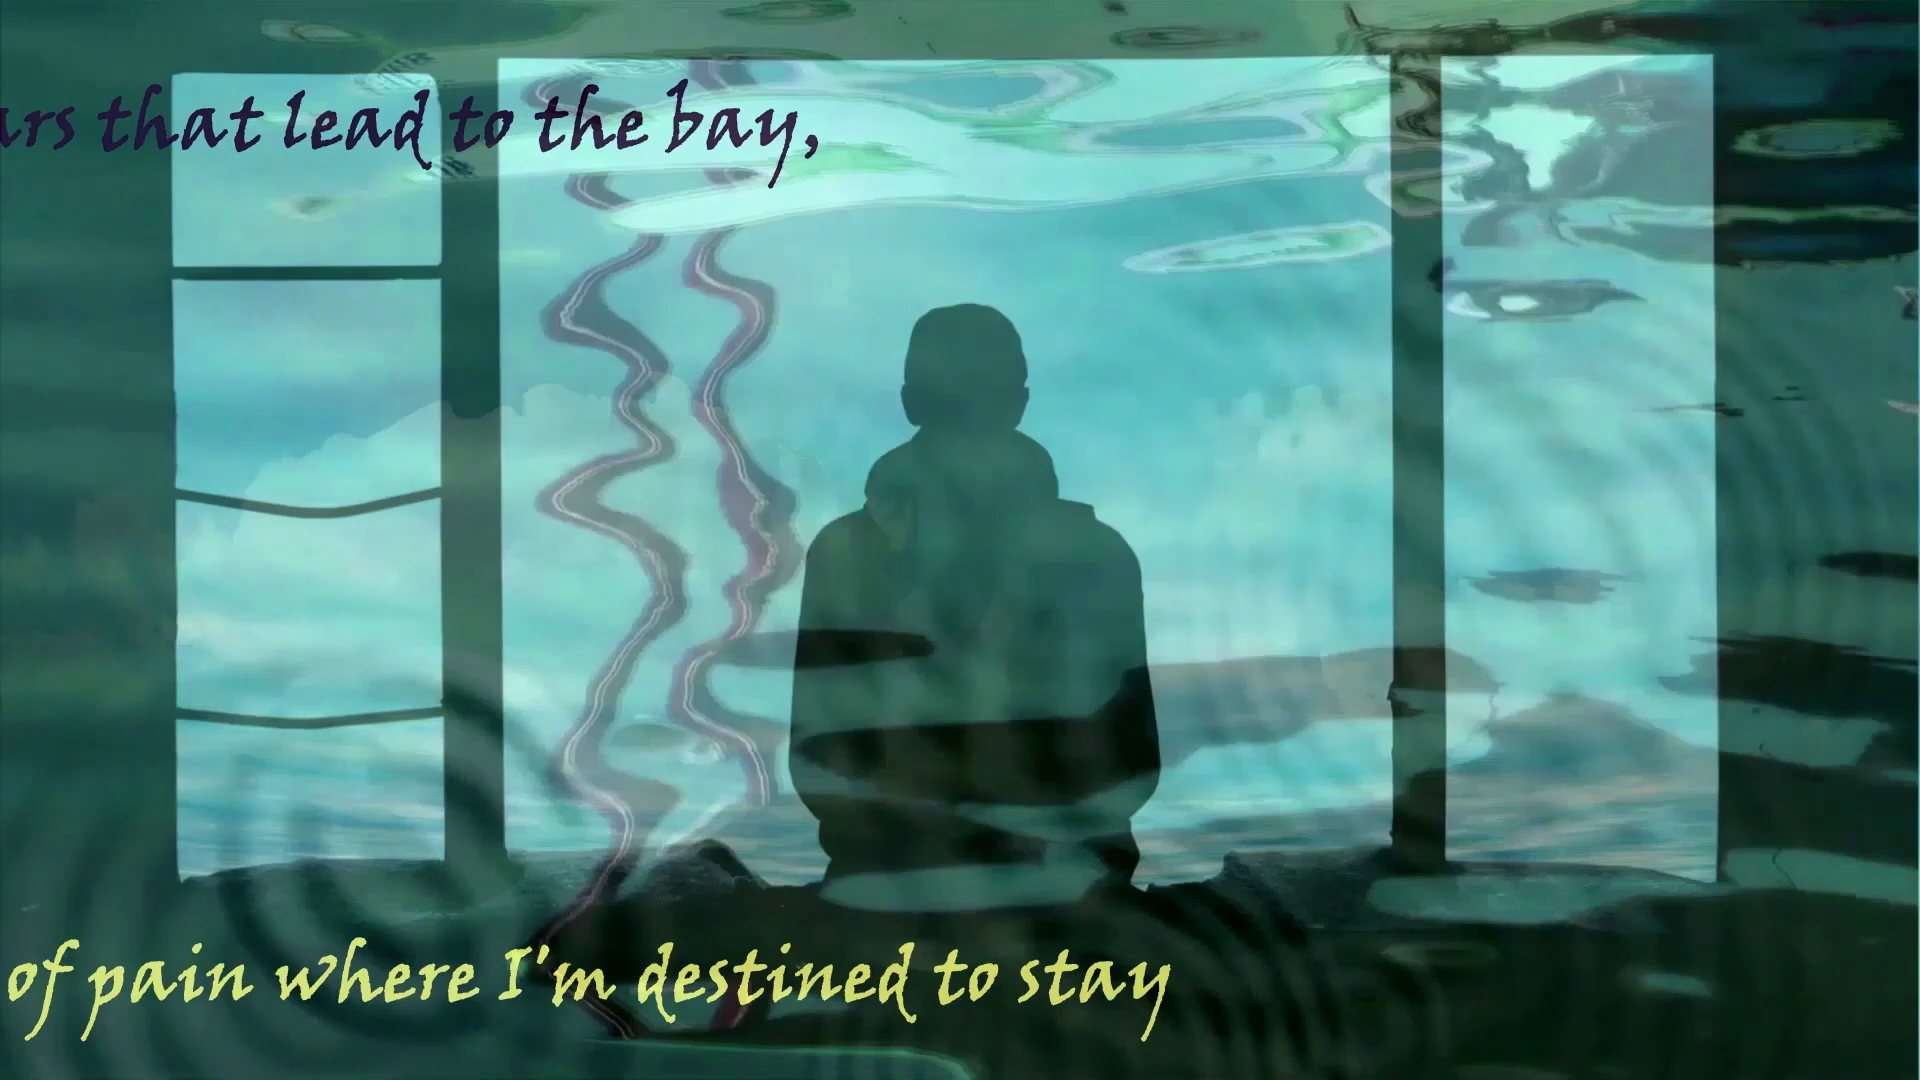 that lead to the bay,
of pain where I'm destined to stay